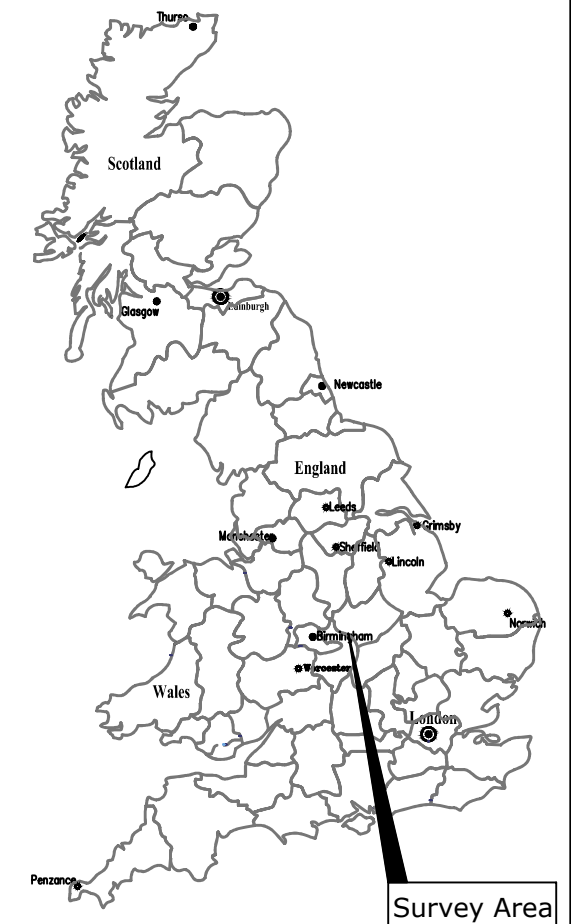 Thurso
Scotland
Glasgow
Edinburgh
Newcastle
England
Leeds
Grimsby
Manchester
Sheffield
Lincoln
Norwich
Birmingham
Worcester
Wales
London
Penzance
Survey Area